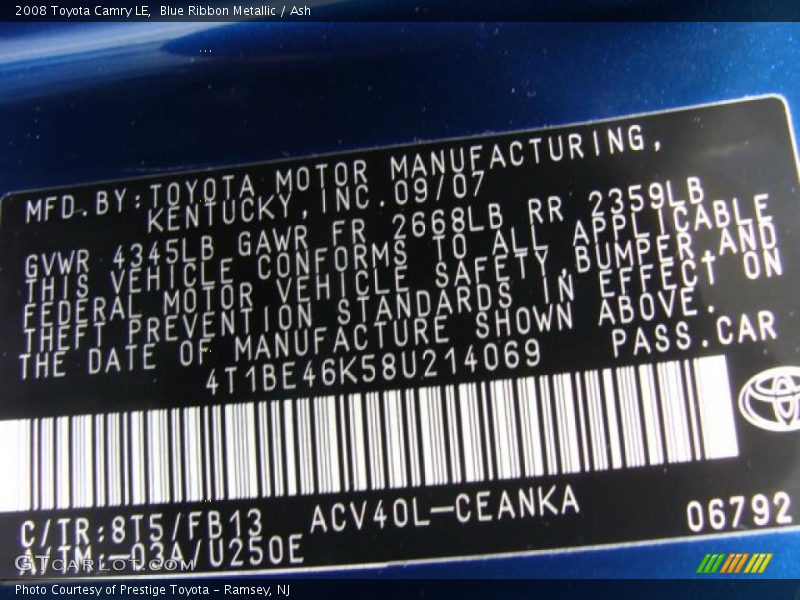 2008 Toyota Camry LE, Blue Ribbon Metallic / Ash
MFD.BY:TOYOTA MOTOR MANUFACTURING,
KENTUCKY,INC.09/07
GVWR 4345LB GAWR FR 2668LB RR 2359LB
THIS VEHICLE CONFORMS TO ALL APPLICABLE
FEDERAL MOTOR VEHICLE SAFETY,BUMPER,AND
THEFT PREVENTION STANDARDS IN EFFECT ON
THE DATE OF MANUFACTURE SHOWN ABOVE.
4T1BE46K58U214069 PASS.CAR
C/TR:8T5/FB13 ACV40L-CEANKA 06792
A/TM:-03A/U250E
GTCARLOT.COM
Photo Courtesy of Prestige Toyota - Ramsey, NJ